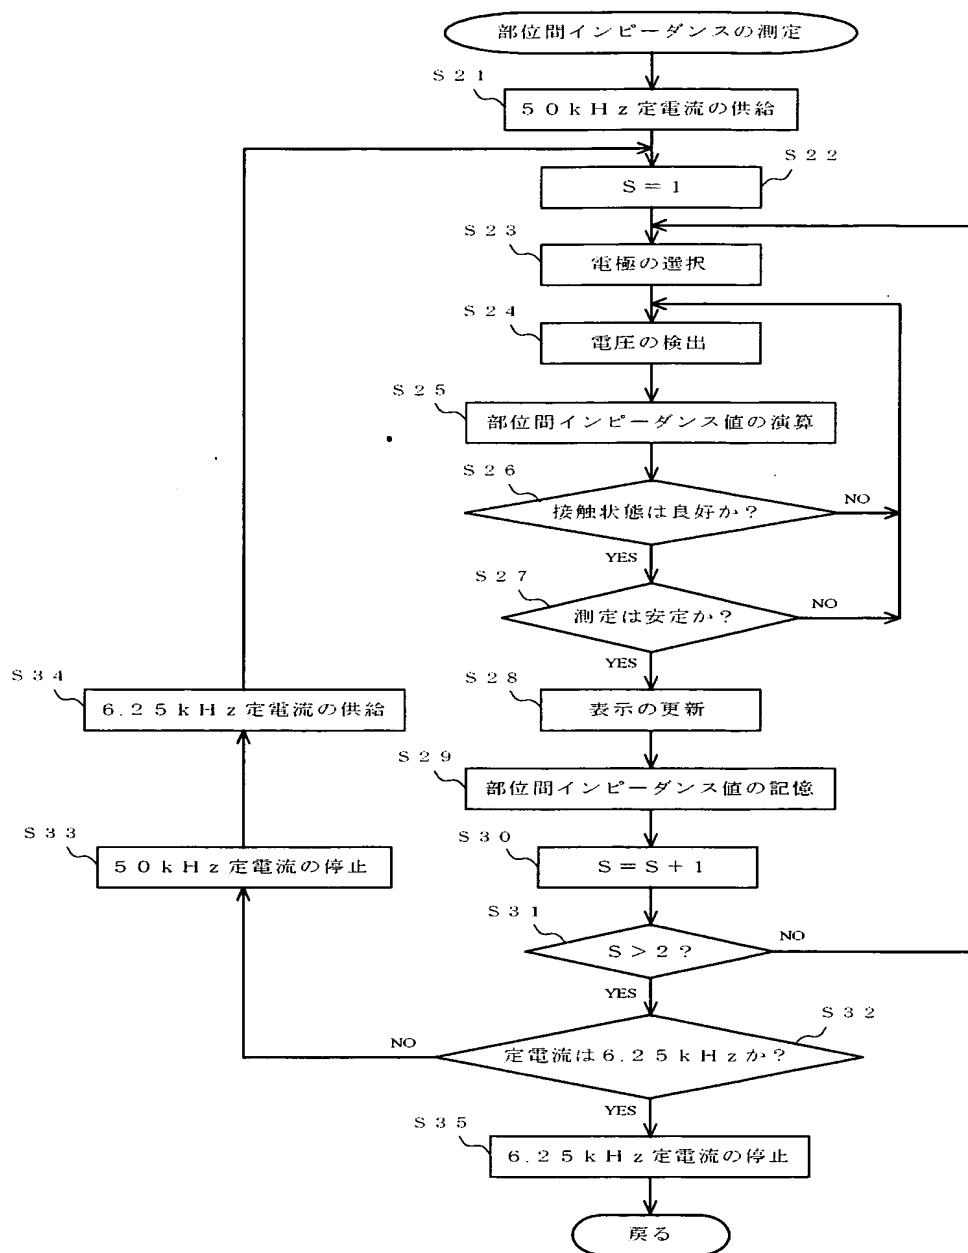 部位間インピーダンスの測定
S21
50kHz定電流の供給
S22
S=1
S23
電極の選択
S24
電圧の検出
S25
部位間インピーダンス値の演算
S26
接触状態は良好か?
NO
YES
S27
測定は安定か?
NO
YES
S28
表示の更新
S34
6.25kHz定電流の供給
S29
部位間インピーダンス値の記憶
S33
50kHz定電流の停止
S30
S=S+1
S31
S>2?
NO
YES
S32
定電流は6.25kHzか?
NO
YES
S35
6.25kHz定電流の停止
戻る